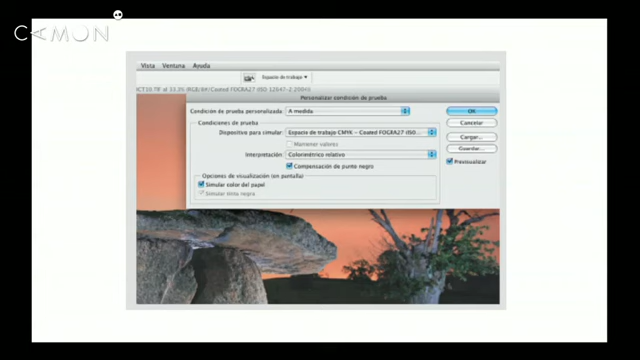 CAMON
Vista Ventura Ayuda
Espacio de trabajo
Personalizar condición de prueba
Condición de prueba personalizada: A medida
OK
Condiciones de prueba
Cancelar
Dispositivo para simular: Espacio de trabajo CMYK - Coated FOGRA27 (ISO...
Cargar...
Mantener valores
Guardar...
Interpretación: Colorimétrico relativo
Previsualizar
Compensación de punto negro
Opciones de visualización (en pantalla)
Simular color del papel
Simular tinta negra